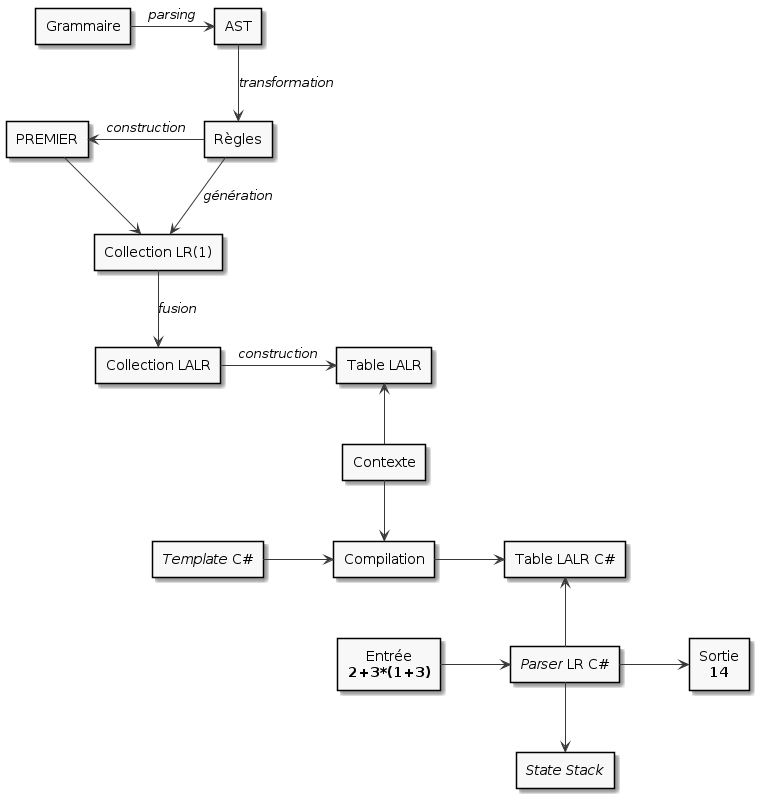 Grammaire
parsing
AST
transformation
PREMIER
construction
Règles
génération
Collection LR(1)
fusion
Collection LALR
construction
Table LALR
Contexte
Template C#
Compilation
Table LALR C#
Entrée
2+3*(1+3)
Parser LR C#
Sortie
14
State Stack